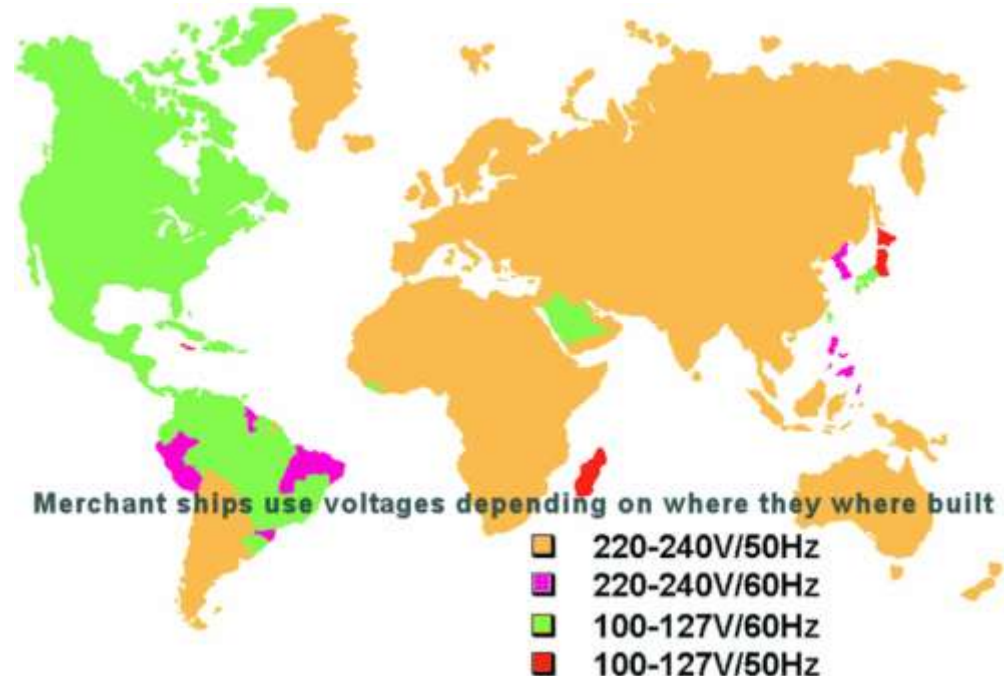 Merchant ships use voltages depending on where they where built
220-240V/50Hz
220-240V/60Hz
100-127V/60Hz
100-127V/50Hz